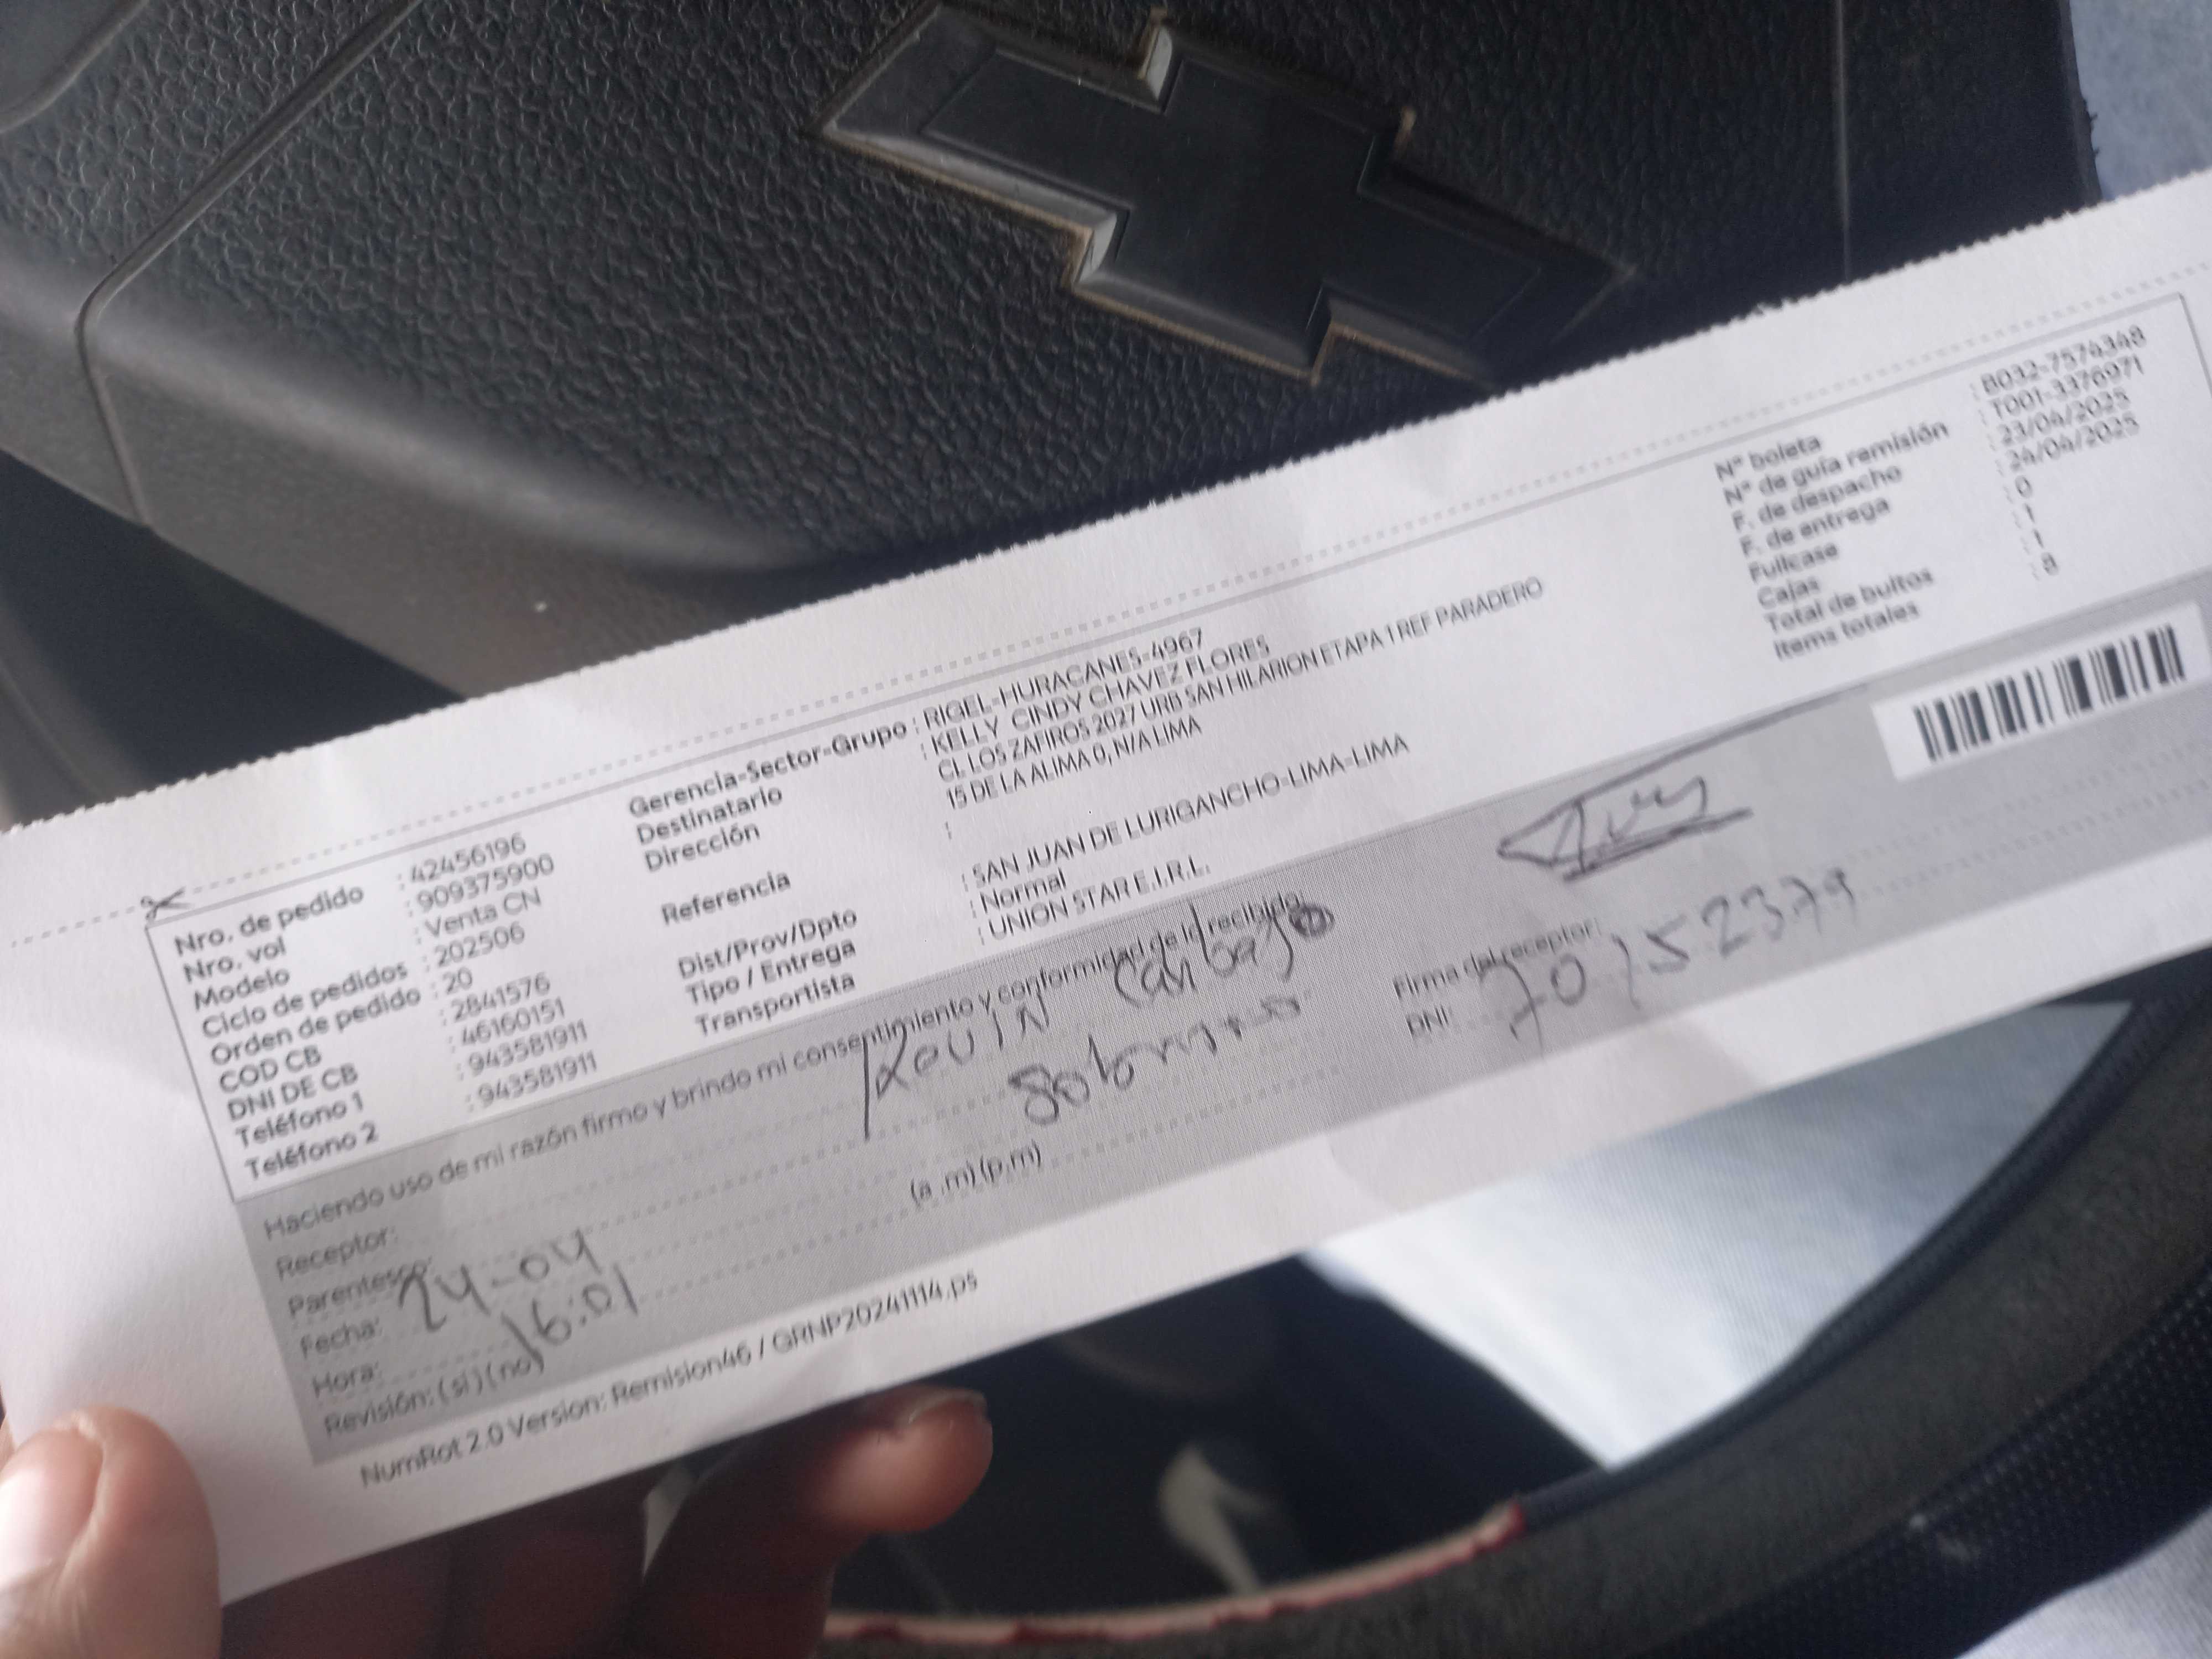 Nro. de pedido : 42456196
Nro. vol : 909375900
Modelo : Venta CN
Ciclo de pedidos : 202506
Orden de pedido : 20
COD CB : 2841576
DNI DE CB : 46160151
Teléfono 1 : 943581911
Teléfono 2 : 943581911
Gerencia-Sector-Grupo : RIGEL-HURACANES-4967
Destinatario : KELLY CINDY CHAVEZ FLORES
Dirección CL LOS ZAFIROS 2027 URB SAN HILARION ETAPA 1 REF PARADERO
15 DE LA ALIMA 0, N/A LIMA
Referencia :
Dist/Prov/Dpto : SAN JUAN DE LURIGANCHO-LIMA-LIMA
Tipo / Entrega : Normal
Transportista : UNION STAR E.I.R.L.
N° boleta : B032-7574348
N° de guía remisión : T001-3376971
F. de despacho : 23/04/2025
F. de entrega : 24/04/2025
Fullcase : 0
Cajas : 1
Total de bultos : 1
Items totales : 8
Haciendo uso de mi razón firmo y brindo mi consentimiento y conformidad de lo recibido:
Receptor: Kevin Carbajo
Parentesco: Sobrino
Fecha: 24-04
Hora: 16:01 (a .m) (p.m)
Revisión: (si) (no)
Firma del receptor:
DNI: 70152379
NumRot 2.0 Version: Remision46 / GRNP20241114.ps